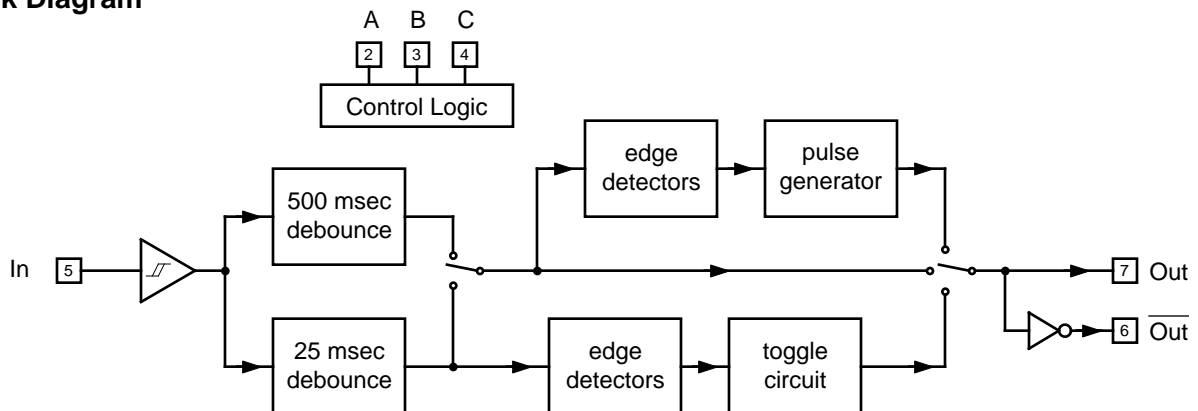 k Diagram
A B C
2 3 4
Control Logic
edge
detectors
pulse
generator
500 msec
debounce
In 5
7 Out
6 Out
25 msec
debounce
edge
detectors
toggle
circuit